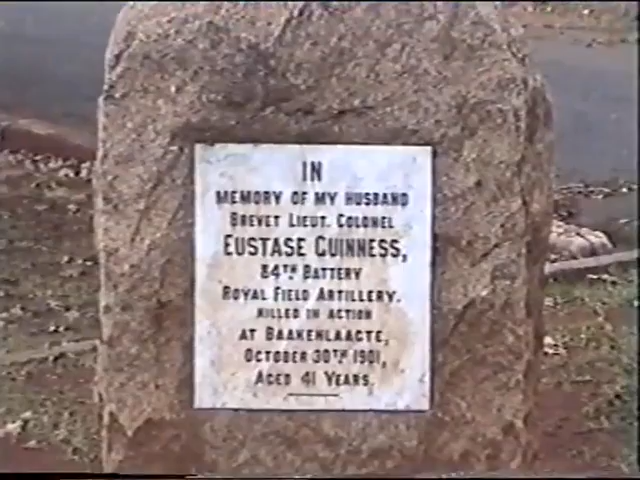 IN
MEMORY OF MY HUSBAND
BREVET LIEUT. COLONEL
EUSTASE GUINNESS,
84TH BATTERY
ROYAL FIELD ARTILLERY.
KILLED IN ACTION
AT BAAKENLAAGTE,
OCTOBER 30TH 1901,
AGED 41 YEARS.